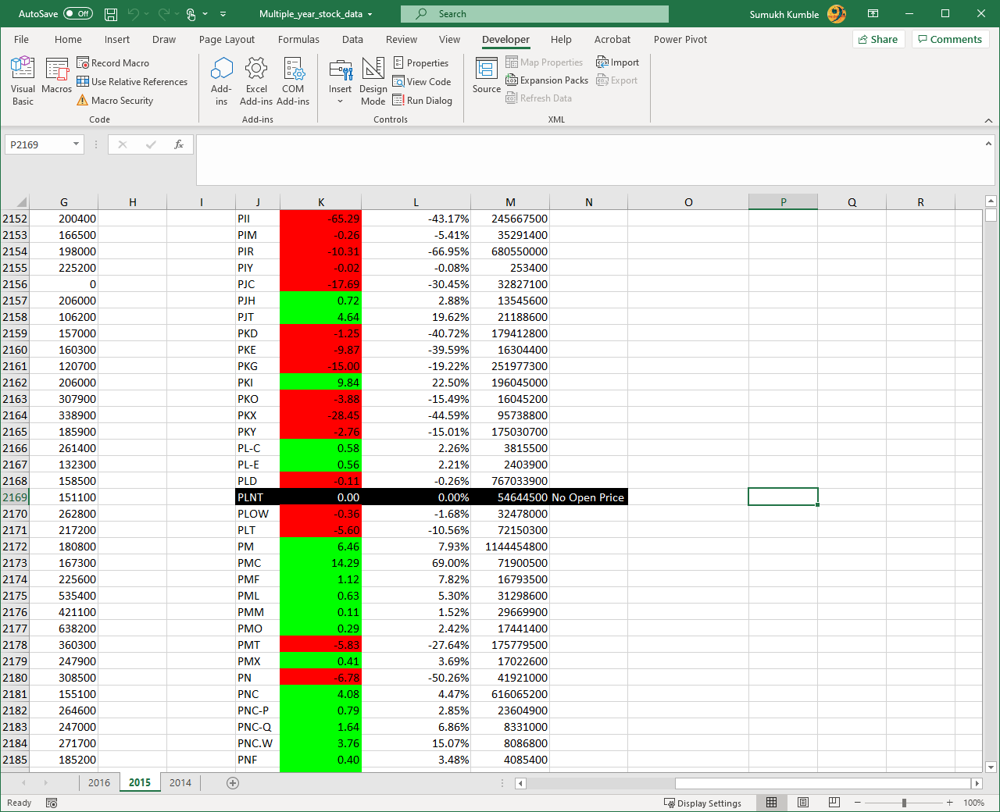 AutoSave Off Multiple_year_stock_data Search Sumukh Kumble
File Home Insert Draw Page Layout Formulas Data Review View Developer Help Acrobat Power Pivot Share Comments
Visual Basic
Macros
Record Macro
Use Relative References
Macro Security
Code
Add-ins
Excel Add-ins
COM Add-ins
Add-ins
Insert
Design Mode
Properties
View Code
Run Dialog
Controls
Source
Map Properties
Expansion Packs
Refresh Data
Import
Export
XML
P2169 fx
G H I J K L M N O P Q R
2152 200400 PII -65.29 -43.17% 245667500
2153 166500 PIM -0.26 -5.41% 35291400
2154 198000 PIR -10.31 -66.95% 680550000
2155 225200 PIY -0.02 -0.08% 253400
2156 0 PJC -17.69 -30.45% 32827100
2157 206000 PJH 0.72 2.88% 13545600
2158 106200 PJT 4.64 19.62% 21188600
2159 157000 PKD -1.25 -40.72% 179412800
2160 160300 PKE -9.87 -39.59% 16304400
2161 120700 PKG -15.00 -19.22% 251977300
2162 206000 PKI 9.84 22.50% 196045000
2163 307900 PKO -3.88 -15.49% 16045200
2164 338900 PKX -28.45 -44.59% 95738800
2165 185900 PKY -2.76 -15.01% 175030700
2166 261400 PL-C 0.58 2.26% 3815500
2167 132300 PL-E 0.56 2.21% 2403900
2168 158500 PLD -0.11 -0.26% 767033900
2169 151100 PLNT 0.00 0.00% 54644500 No Open Price
2170 262800 PLOW -0.36 -1.68% 32478000
2171 217200 PLT -5.60 -10.56% 72150300
2172 180800 PM 6.46 7.93% 1144454800
2173 167300 PMC 14.29 69.00% 71900500
2174 225600 PMF 1.12 7.82% 16793500
2175 535400 PML 0.63 5.30% 31298600
2176 421100 PMM 0.11 1.52% 29669900
2177 638200 PMO 0.29 2.42% 17441400
2178 360300 PMT -5.83 -27.64% 175779500
2179 247900 PMX 0.41 3.69% 17022600
2180 308500 PN -6.78 -50.26% 41921000
2181 155100 PNC 4.08 4.47% 616065200
2182 264600 PNC-P 0.79 2.85% 23604900
2183 247000 PNC-Q 1.64 6.86% 8331000
2184 271700 PNC.W 3.76 15.07% 8086800
2185 185200 PNF 0.40 3.48% 4085400
2016 2015 2014
Ready Display Settings 100%